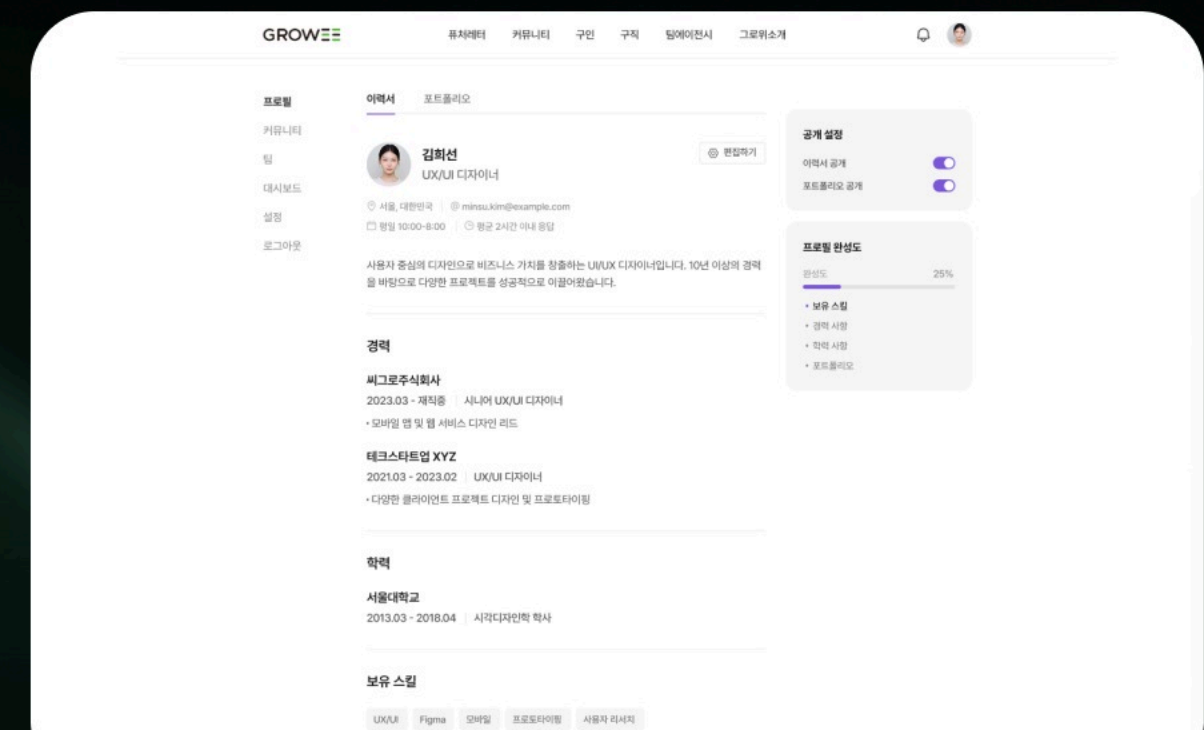 GROWEE
퓨처레터 커뮤니티 구인 구직 팀에이전시 그로위소개
프로필
커뮤니티
팀
대시보드
설정
로그아웃
이력서 포트폴리오
김희선
UX/UI 디자이너
편집하기
서울, 대한민국 minsu.kim@example.com
평일 10:00-8:00 평균 2시간 이내 응답
사용자 중심의 디자인으로 비즈니스 가치를 창출하는 UI/UX 디자이너입니다. 10년 이상의 경력
을 바탕으로 다양한 프로젝트를 성공적으로 이끌어왔습니다.
경력
씨그로주식회사
2023.03 - 재직중 시니어 UX/UI 디자이너
• 모바일 앱 및 웹 서비스 디자인 리드
테크스타트업 XYZ
2021.03 - 2023.02 UX/UI 디자이너
• 다양한 클라이언트 프로젝트 디자인 및 프로토타이핑
학력
서울대학교
2013.03 - 2018.04 시각디자인학 학사
보유 스킬
UX/UI Figma 모바일 프로토타이핑 사용자 리서치
공개 설정
이력서 공개
포트폴리오 공개
프로필 완성도
완성도 25%
• 보유 스킬
• 경력 사항
• 학력 사항
• 포트폴리오